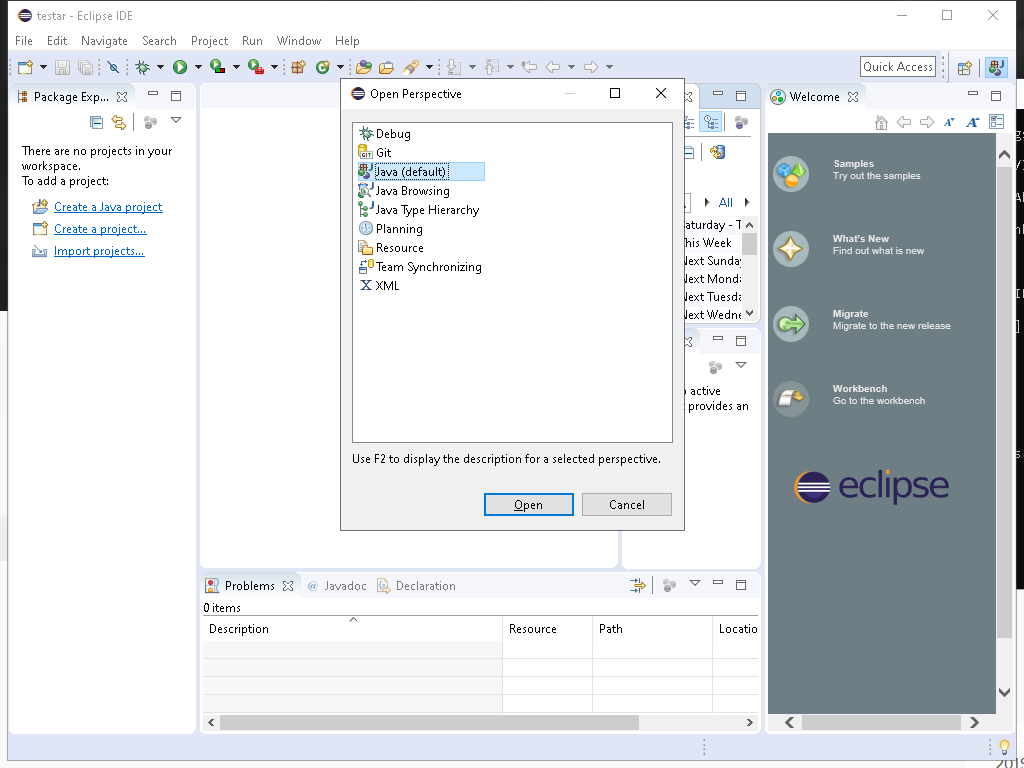 testar - Eclipse IDE
File Edit Navigate Search Project Run Window Help
Quick Access
Package Exp...
There are no projects in your
workspace.
To add a project:
Create a Java project
Create a project...
Import projects...
Open Perspective
Debug
Git
Java (default)
Java Browsing
Java Type Hierarchy
Planning
Resource
Team Synchronizing
XML
Use F2 to display the description for a selected perspective.
Open Cancel
All
aturday - T
his Week
Next Sunda
Next Monda
Next Tuesda
Next Wedne
active
provides an
Welcome
Samples
Try out the samples
What's New
Find out what is new
Migrate
Migrate to the new release
Workbench
Go to the workbench
eclipse
Problems @ Javadoc Declaration
0 items
Description Resource Path Locatio
2019